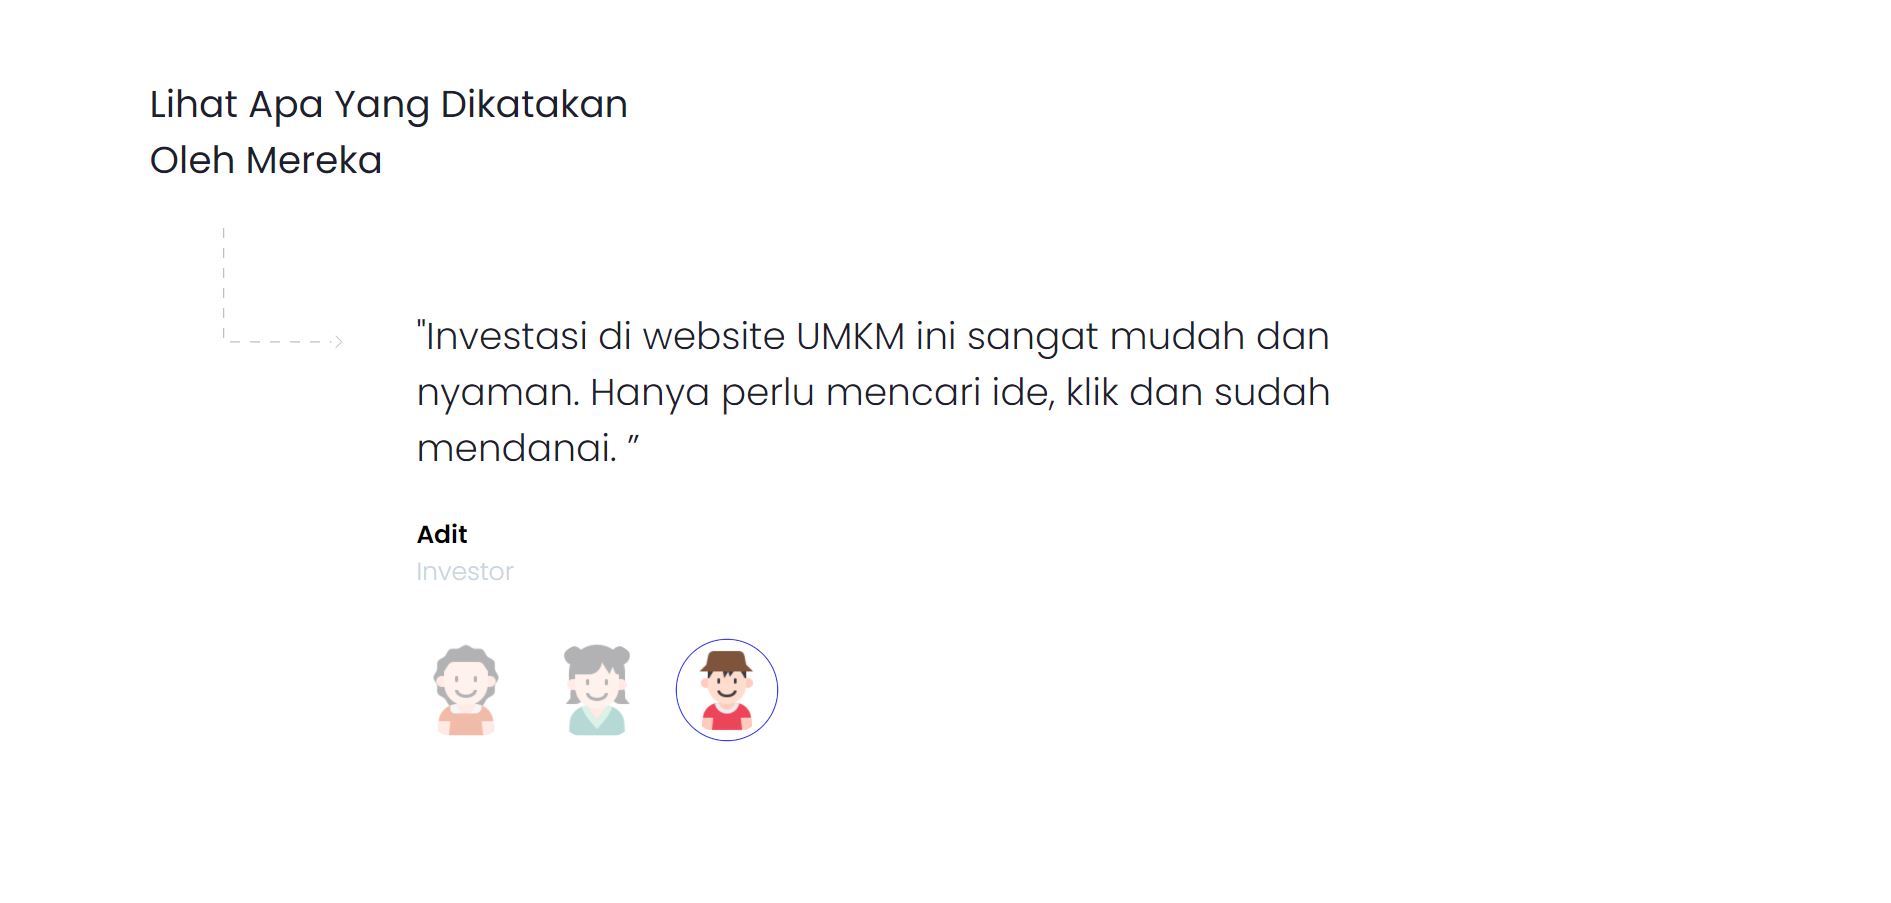 Lihat Apa Yang Dikatakan
Oleh Mereka
"Investasi di website UMKM ini sangat mudah dan
nyaman. Hanya perlu mencari ide, klik dan sudah
mendanai. ”
Adit
Investor